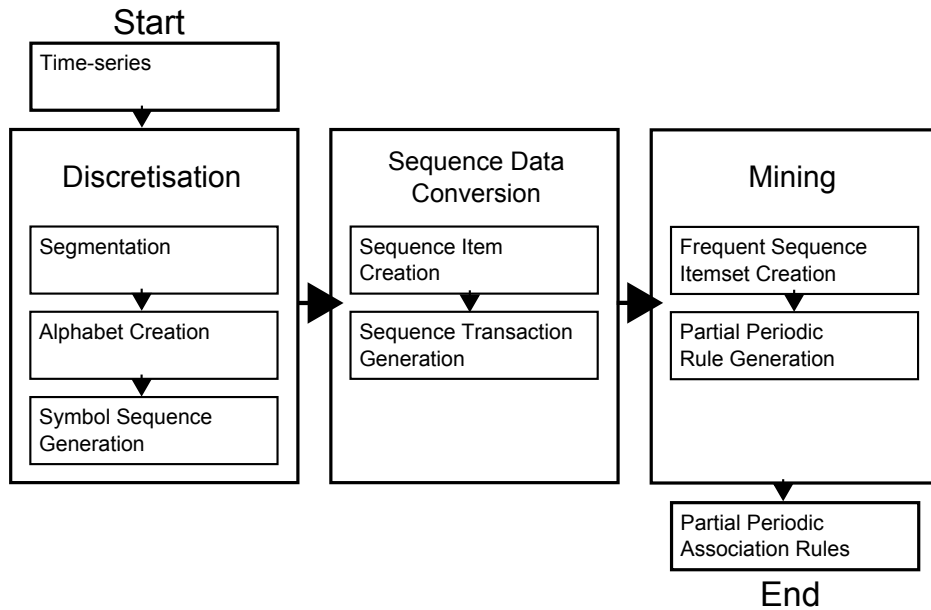 Start
Time-series
Discretisation
Segmentation
Alphabet Creation
Symbol Sequence
Generation
Sequence Data
Conversion
Sequence Item
Creation
Sequence Transaction
Generation
Mining
Frequent Sequence
Itemset Creation
Partial Periodic
Rule Generation
Partial Periodic
Association Rules
End